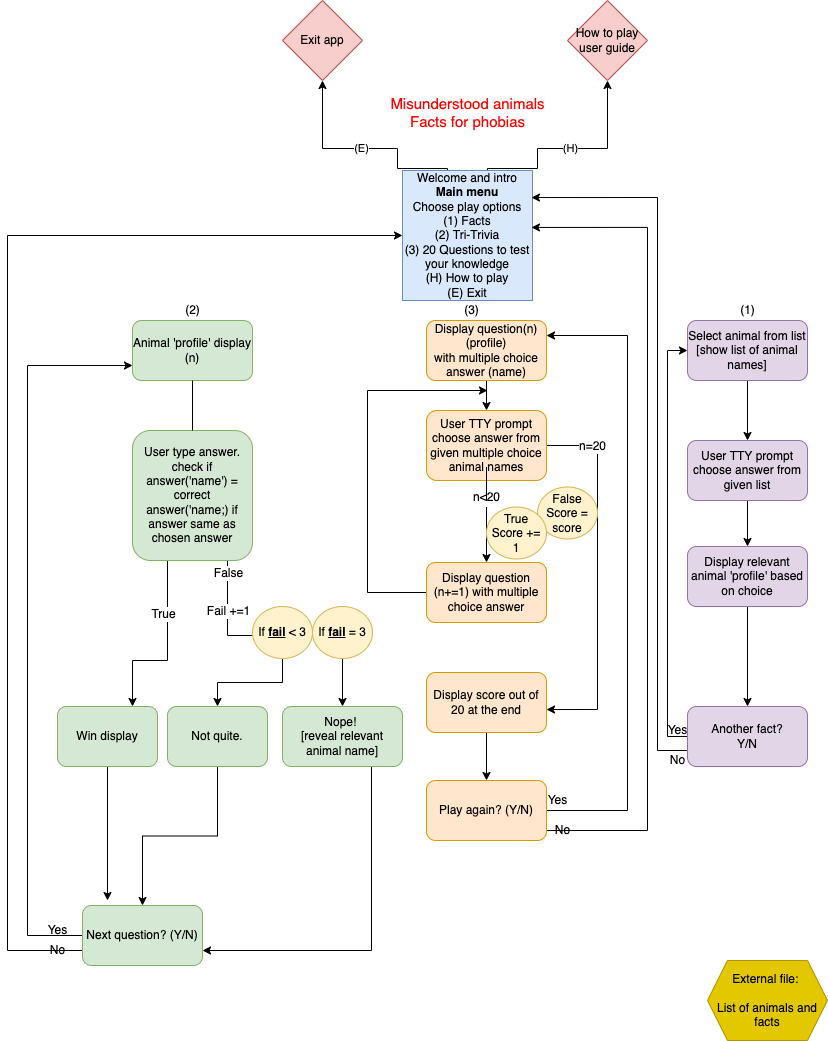 Exit app
How to play
user guide
Misunderstood animals
Facts for phobias
(E)
(H)
Welcome and intro
Main menu
Choose play options
(1) Facts
(2) Tri-Trivia
(3) 20 Questions to test
your knowledge
(H) How to play
(E) Exit
(2)
Animal 'profile' display
(n)
User type answer.
check if
answer('name') =
correct
answer('name;) if
answer same as
chosen answer
True
False
Fail +=1
If fail < 3
If fail = 3
Win display
Not quite.
Nope!
[reveal relevant
animal name]
Next question? (Y/N)
Yes
No
(3)
Display question(n)
(profile)
with multiple choice
answer (name)
User TTY prompt
choose answer from
given multiple choice
animal names
n=20
n<20
True
Score +=
1
False
Score =
score
Display question
(n+=1) with multiple
choice answer
Display score out of
20 at the end
Play again? (Y/N)
Yes
No
(1)
Select animal from list
[show list of animal
names]
User TTY prompt
choose answer from
given list
Display relevant
animal 'profile' based
on choice
Another fact?
Y/N
Yes
No
External file:
List of animals and
facts